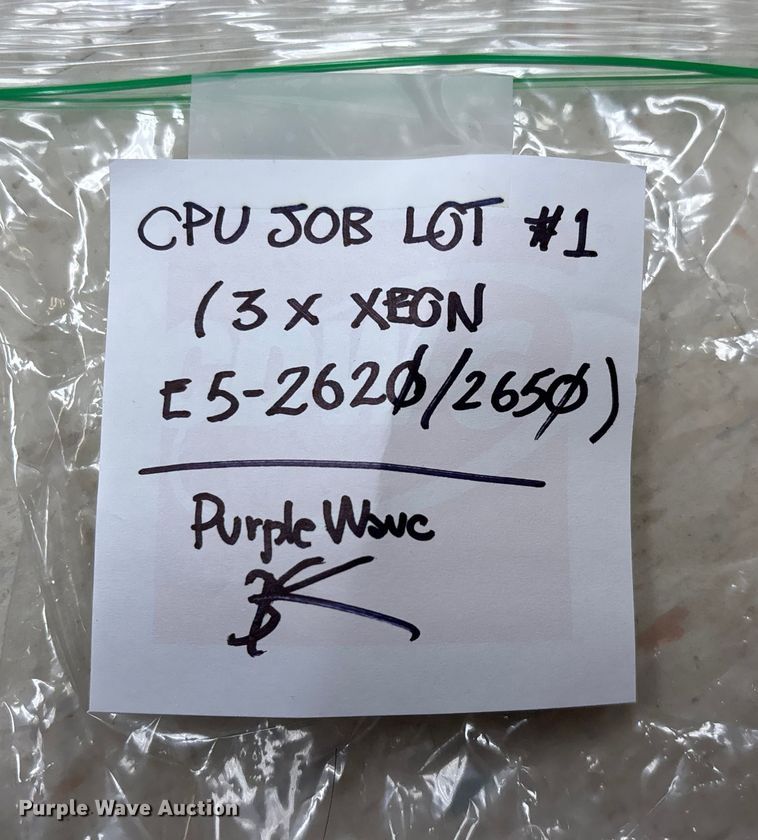 CPU JOB LOT #1
(3 x XEON
E5-2620/2650)
Purple Wave
Purple Wave Auction